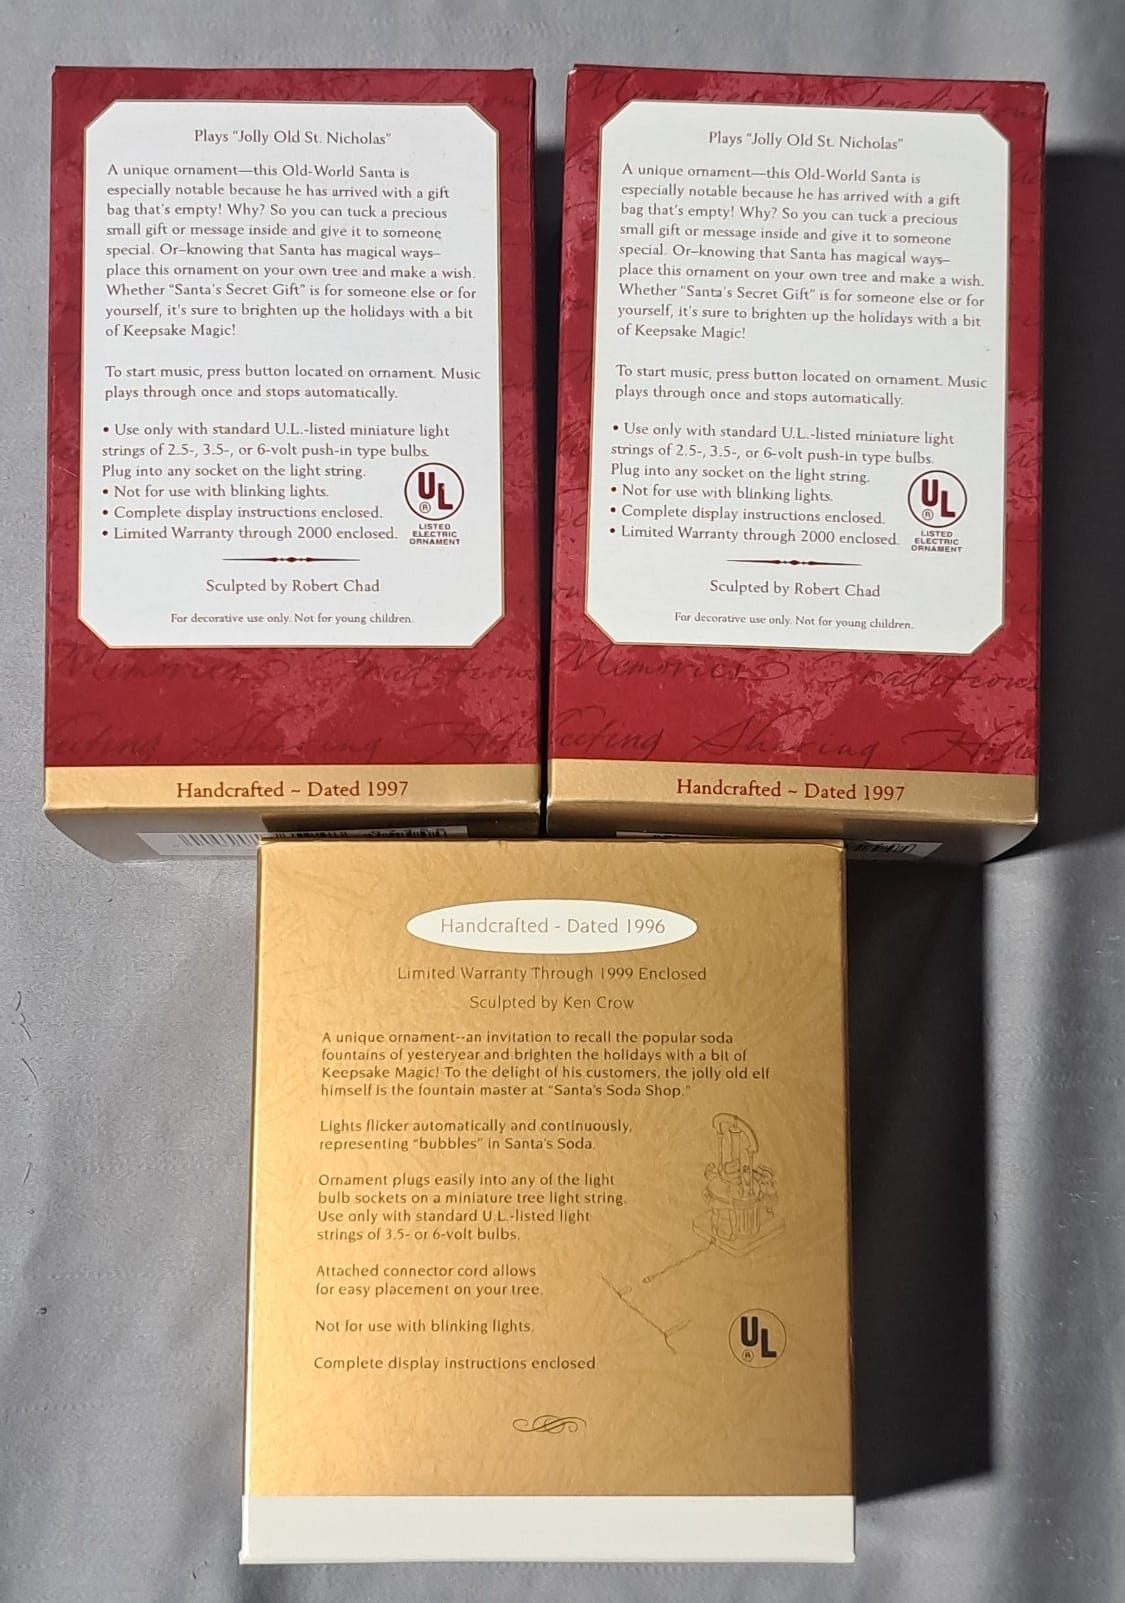 Plays "Jolly Old St. Nicholas"
A unique ornament—this Old-World Santa is
especially notable because he has arrived with a gift
bag that's empty! Why? So you can tuck a precious
small gift or message inside and give it to someone
special. Or–knowing that Santa has magical ways–
place this ornament on your own tree and make a wish.
Whether "Santa's Secret Gift" is for someone else or for
yourself, it's sure to brighten up the holidays with a bit
of Keepsake Magic!
To start music, press button located on ornament. Music
plays through once and stops automatically.
• Use only with standard U.L.-listed miniature light
strings of 2.5-, 3.5-, or 6-volt push-in type bulbs.
Plug into any socket on the light string.
• Not for use with blinking lights.
• Complete display instructions enclosed.
• Limited Warranty through 2000 enclosed.
UL
®
LISTED
ELECTRIC
ORNAMENT
Sculpted by Robert Chad
For decorative use only. Not for young children.
Memories Traditions
Sharing
Handcrafted ~ Dated 1997
Plays "Jolly Old St. Nicholas"
A unique ornament—this Old-World Santa is
especially notable because he has arrived with a gift
bag that's empty! Why? So you can tuck a precious
small gift or message inside and give it to someone
special. Or–knowing that Santa has magical ways–
place this ornament on your own tree and make a wish.
Whether "Santa's Secret Gift" is for someone else or for
yourself, it's sure to brighten up the holidays with a bit
of Keepsake Magic!
To start music, press button located on ornament. Music
plays through once and stops automatically.
• Use only with standard U.L.-listed miniature light
strings of 2.5-, 3.5-, or 6-volt push-in type bulbs.
Plug into any socket on the light string.
• Not for use with blinking lights.
• Complete display instructions enclosed.
• Limited Warranty through 2000 enclosed.
UL
®
LISTED
ELECTRIC
ORNAMENT
Sculpted by Robert Chad
For decorative use only. Not for young children.
Memories Traditions
Sharing
Handcrafted ~ Dated 1997
Handcrafted - Dated 1996
Limited Warranty Through 1999 Enclosed
Sculpted by Ken Crow
A unique ornament--an invitation to recall the popular soda
fountains of yesteryear and brighten the holidays with a bit of
Keepsake Magic! To the delight of his customers, the jolly old elf
himself is the fountain master at "Santa's Soda Shop."
Lights flicker automatically and continuously,
representing "bubbles" in Santa's Soda.
Ornament plugs easily into any of the light
bulb sockets on a miniature tree light string.
Use only with standard U.L.-listed light
strings of 3.5- or 6-volt bulbs.
Attached connector cord allows
for easy placement on your tree.
Not for use with blinking lights.
UL
®
Complete display instructions enclosed.